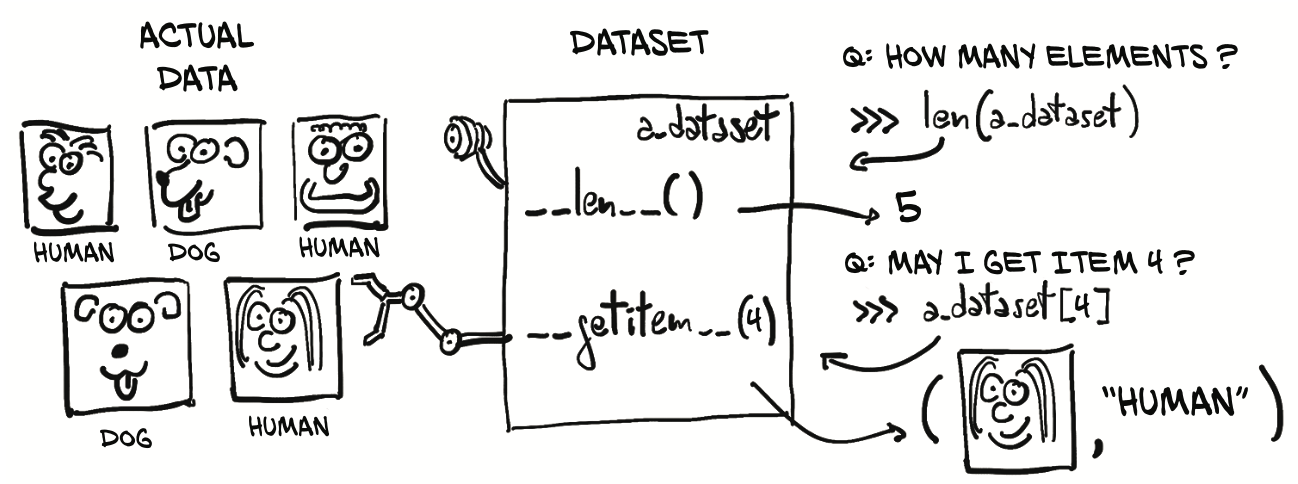 ACTUAL
DATA
HUMAN
DOG
HUMAN
DOG
HUMAN
DATASET
a_dataset
__len__()
__getitem__(4)
Q: HOW MANY ELEMENTS ?
>>> len(a_dataset)
5
Q: MAY I GET ITEM 4 ?
>>> a_dataset[4]
( , "HUMAN" )